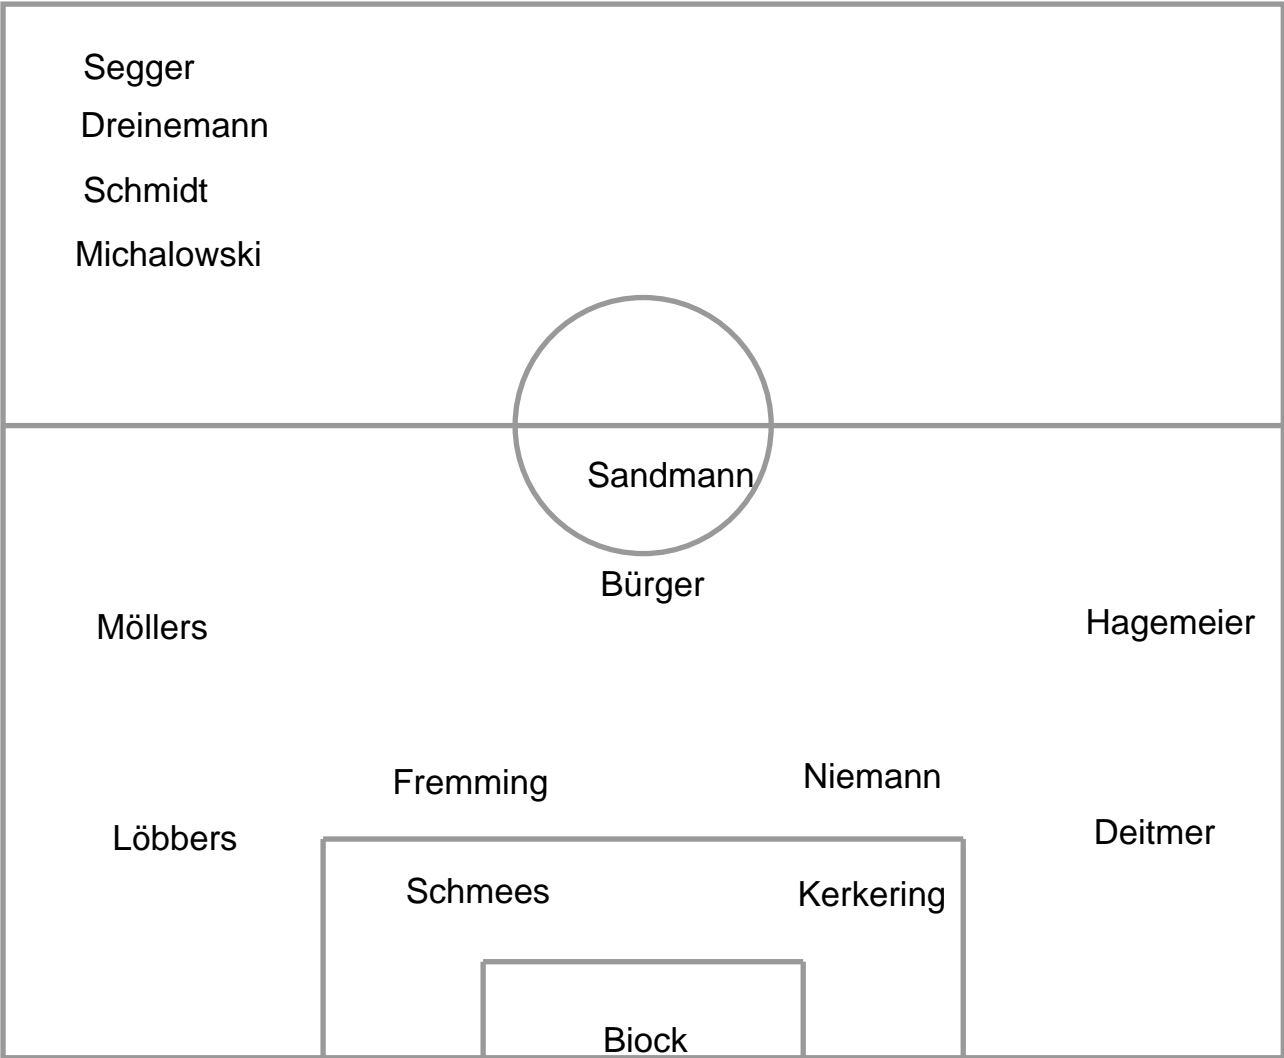 Segger
Dreinemann
Schmidt
Michalowski
Sandmann
Bürger
Möllers
Hagemeier
Fremming
Niemann
Löbbers
Deitmer
Schmees
Kerkering
Biock